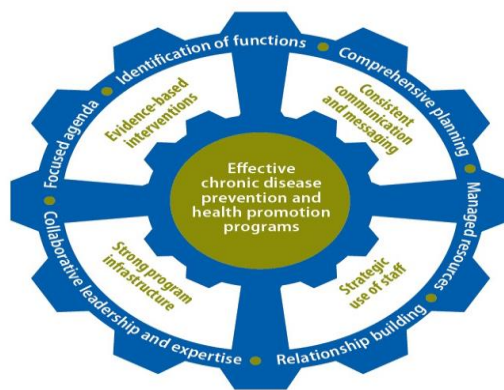 Identification of functions
Comprehensive planning
Managed resources
Relationship building
Collaborative leadership and expertise
Focused agenda
Evidence-based
interventions
Consistent
communication
and messaging
Effective
chronic disease
prevention and
health promotion
programs
Strong program
infrastructure
Strategic
use of staff